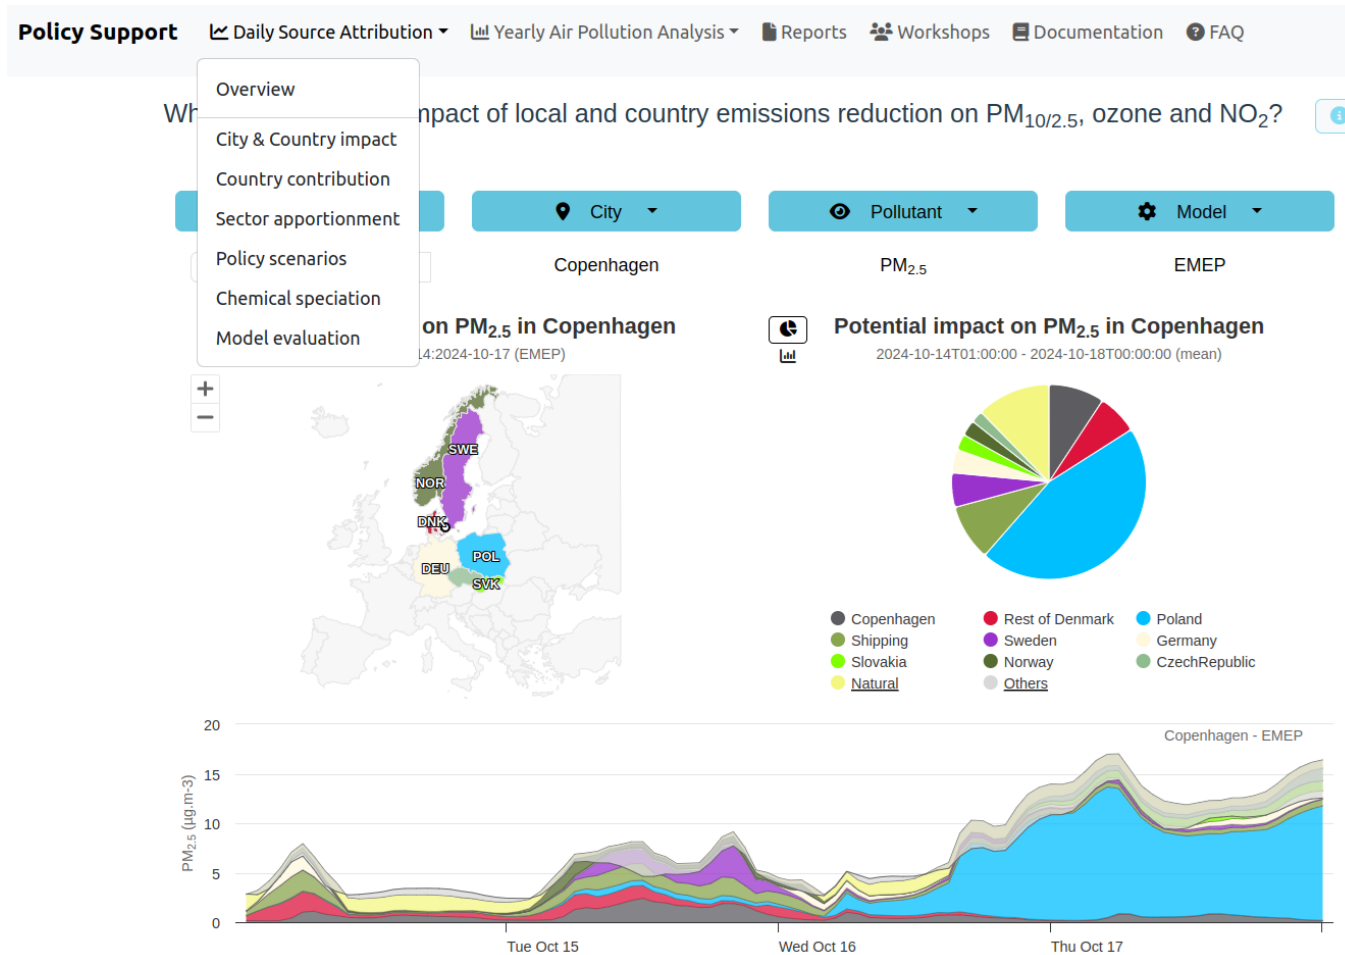 Policy Support Daily Source Attribution Yearly Air Pollution Analysis Reports Workshops Documentation FAQ
Overview
City & Country impact
Country contribution
Sector apportionment
Policy scenarios
Chemical speciation
Model evaluation
Wh mpact of local and country emissions reduction on PM10/2.5, ozone and NO2?
City Pollutant Model
Copenhagen PM2.5 EMEP
on PM2.5 in Copenhagen
14:2024-10-17 (EMEP)
Potential impact on PM2.5 in Copenhagen
2024-10-14T01:00:00 - 2024-10-18T00:00:00 (mean)
+
−
SWE
NOR
DNK
POL
DEU
SVK
Copenhagen Rest of Denmark Poland
Shipping Sweden Germany
Slovakia Norway CzechRepublic
Natural Others
Copenhagen - EMEP
PM2.5 (µg.m-3)
20
15
10
5
0
Tue Oct 15 Wed Oct 16 Thu Oct 17